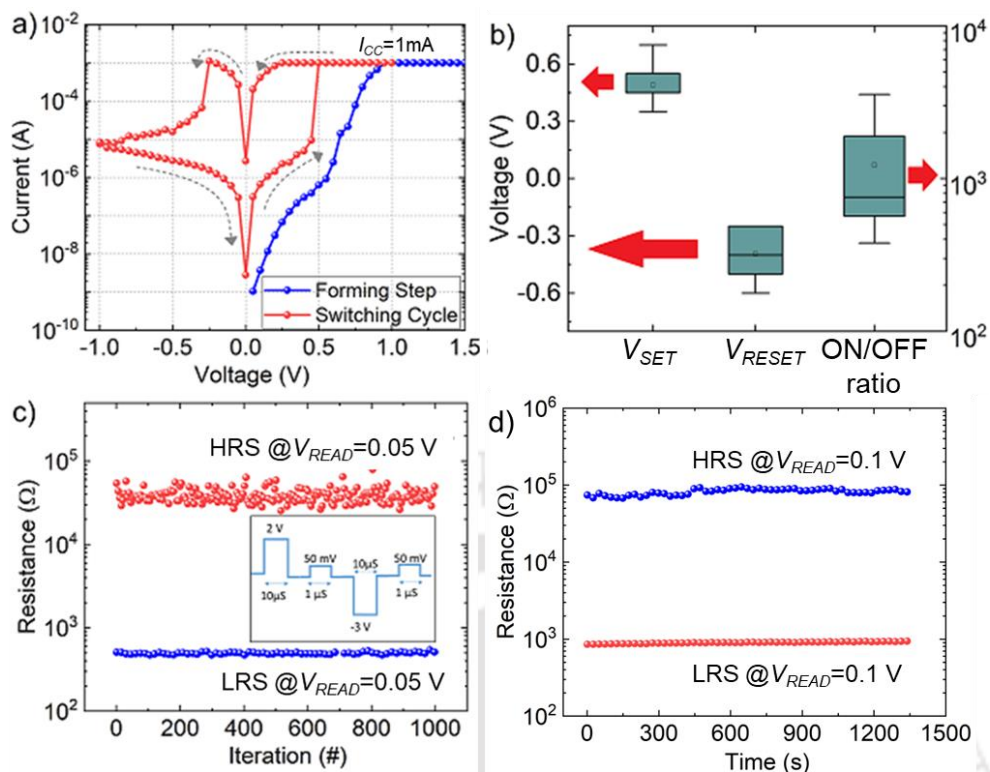 a)
I_CC=1mA
10^-2
10^-4
10^-6
10^-8
10^-10
Current (A)
-1.0 -0.5 0.0 0.5 1.0 1.5
Voltage (V)
Forming Step
Switching Cycle
b)
0.6
0.3
0.0
-0.3
-0.6
Voltage (V)
10^4
10^3
10^2
V_SET V_RESET ON/OFF
ratio
c)
HRS @V_READ=0.05 V
10^5
10^4
10^3
10^2
Resistance (Ω)
2 V
50 mV 10μS 50 mV
10μS 1 μS 1 μS
-3 V
LRS @V_READ=0.05 V
0 200 400 600 800 1000
Iteration (#)
d)
10^6
10^5
10^4
10^3
10^2
Resistance (Ω)
HRS @V_READ=0.1 V
LRS @V_READ=0.1 V
0 300 600 900 1200 1500
Time (s)